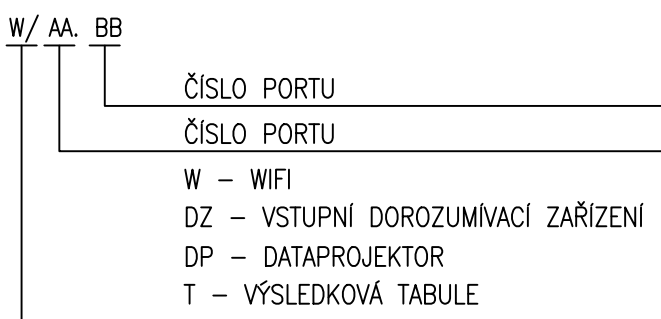 W/ AA. BB
ČÍSLO PORTU
ČÍSLO PORTU
W – WIFI
DZ – VSTUPNÍ DOROZUMÍVACÍ ZAŘÍZENÍ
DP – DATAPROJEKTOR
T – VÝSLEDKOVÁ TABULE